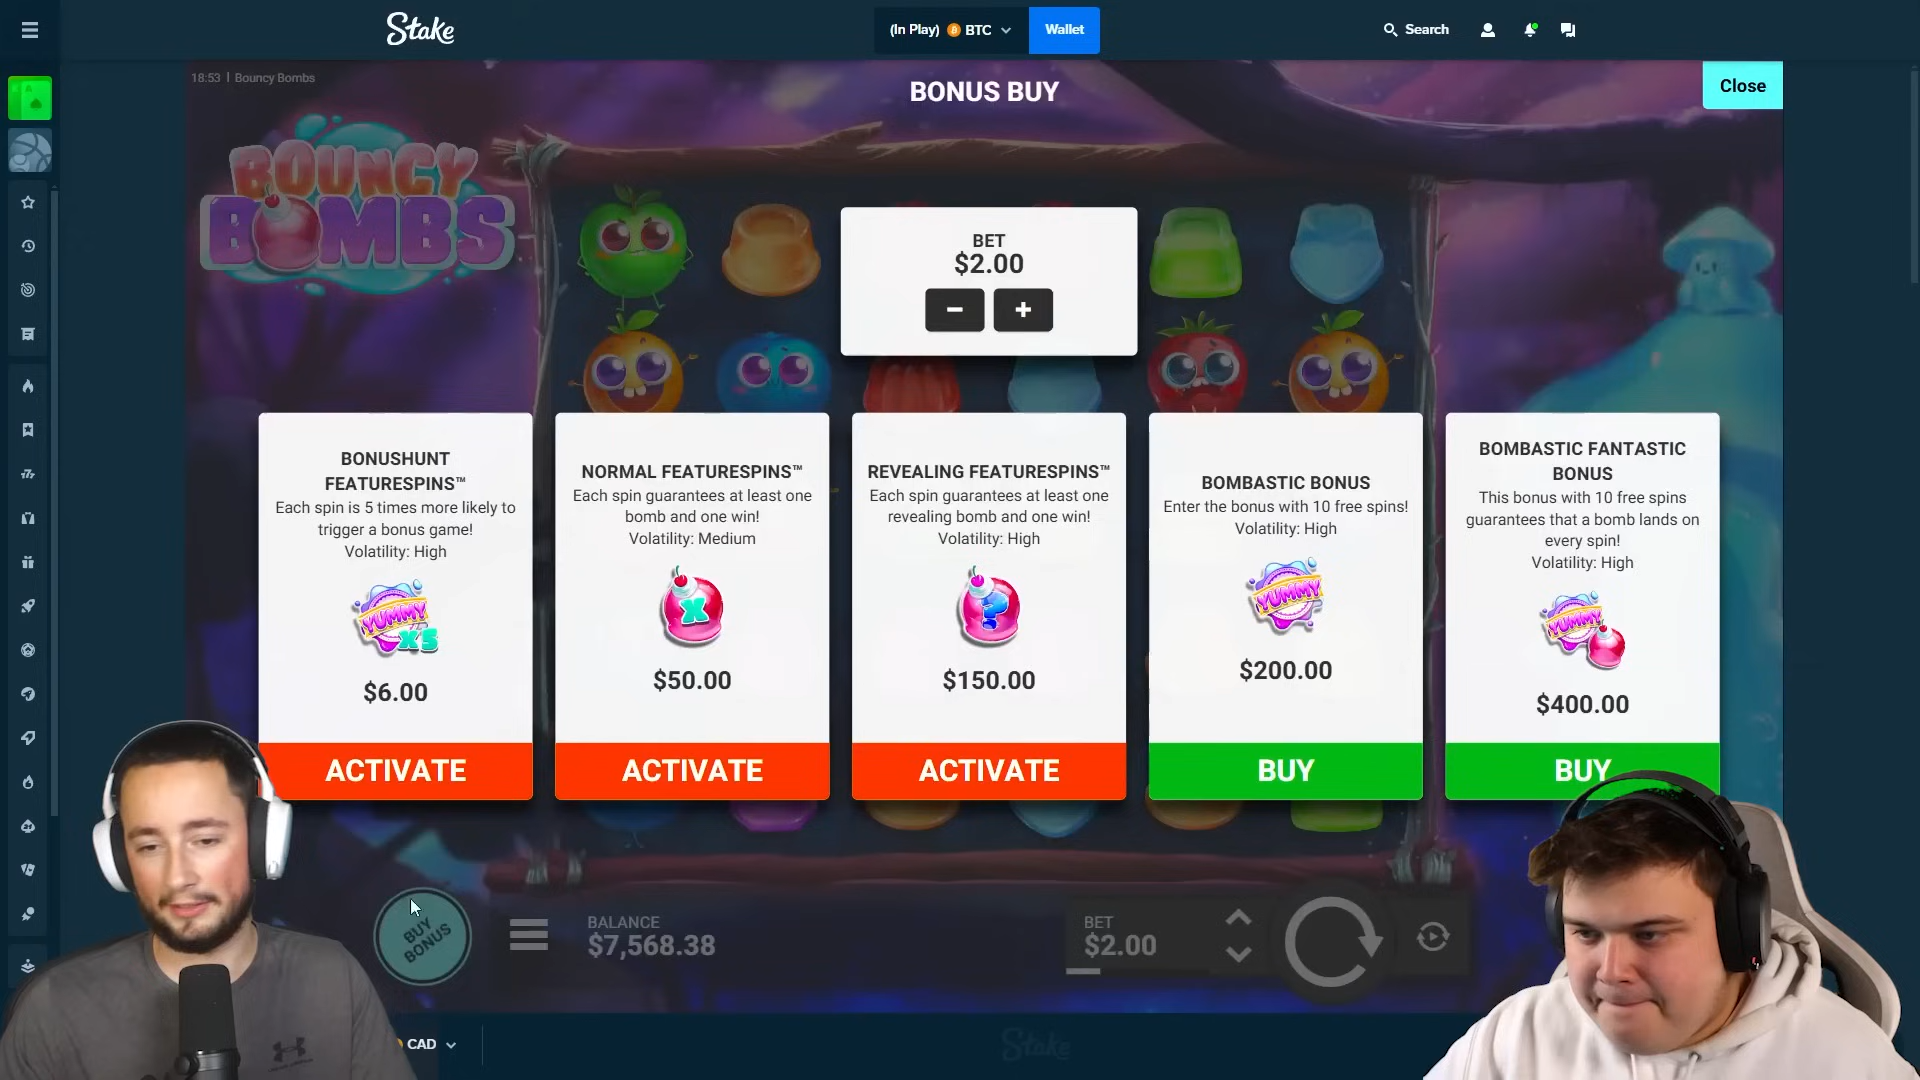 Stake
(In Play) BTC
Wallet
Search
18:53 | Bouncy Bombs
BONUS BUY
Close
BOUNCY
BOMBS
BET
$2.00
BONUSHUNT
FEATURESPINS™
Each spin is 5 times more likely to
trigger a bonus game!
Volatility: High
YUMMY
X5
$6.00
ACTIVATE
NORMAL FEATURESPINS™
Each spin guarantees at least one
bomb and one win!
Volatility: Medium
X
$50.00
ACTIVATE
REVEALING FEATURESPINS™
Each spin guarantees at least one
revealing bomb and one win!
Volatility: High
?
$150.00
ACTIVATE
BOMBASTIC BONUS
Enter the bonus with 10 free spins!
Volatility: High
YUMMY
$200.00
BUY
BOMBASTIC FANTASTIC
BONUS
This bonus with 10 free spins
guarantees that a bomb lands on
every spin!
Volatility: High
YUMMY
$400.00
BUY
BUY
BONUS
BALANCE
$7,568.38
BET
$2.00
CAD
Stake